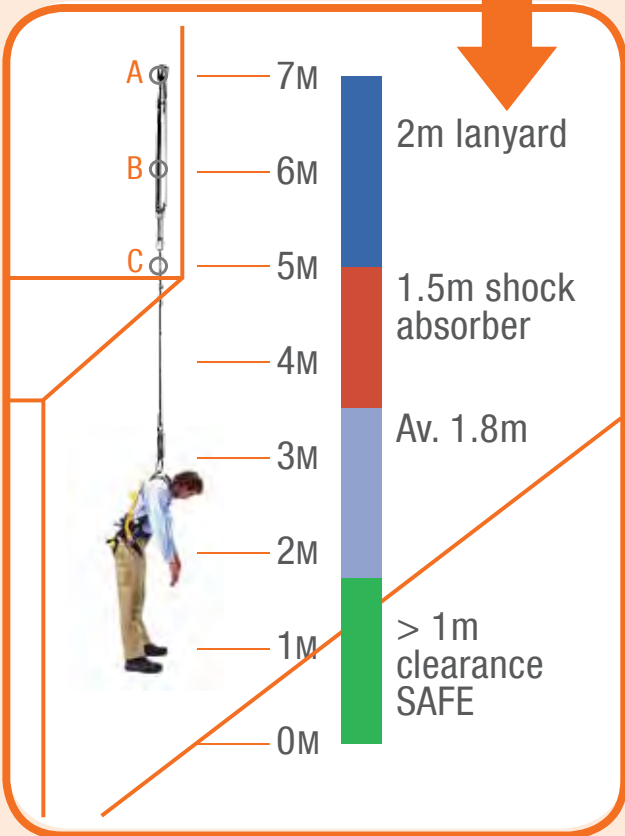 A
7M
2m lanyard
B
6M
C
5M
1.5m shock
absorber
4M
Av. 1.8m
3M
2M
> 1m
1M
clearance
SAFE
0M